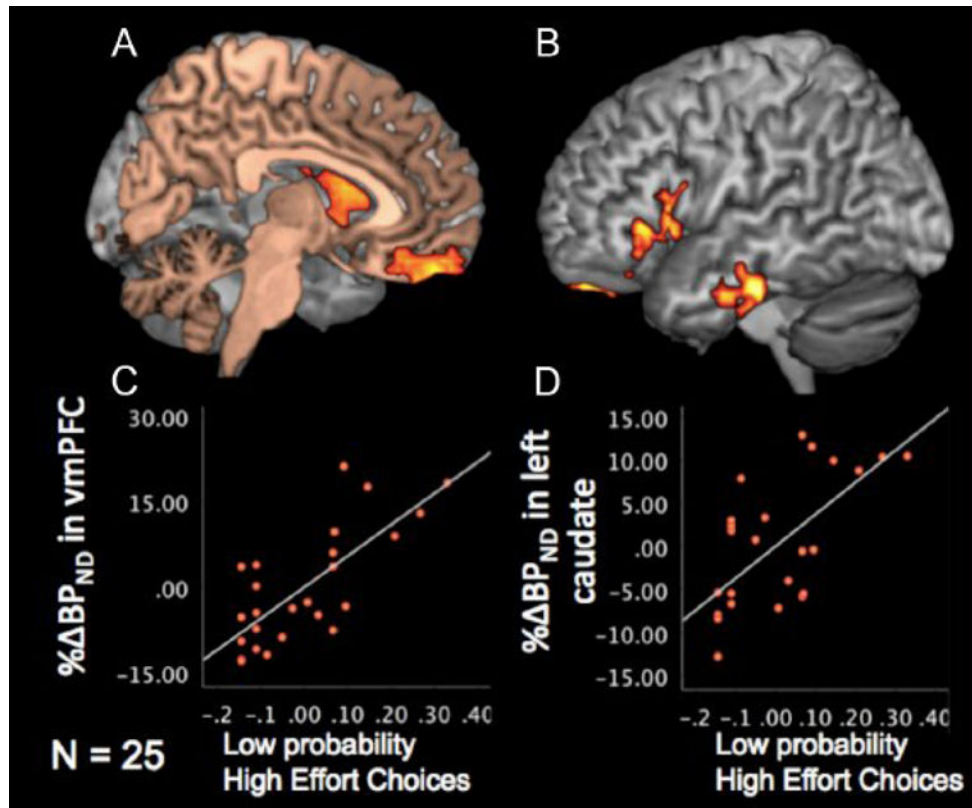 A
B
C
D
%ΔBP_ND in vmPFC
30.00
15.00
.00
−15.00
-.2 -.1 .00 .10 .20 .30 .40
Low probability
High Effort Choices
N = 25
%ΔBP_ND in left
caudate
15.00
10.00
5.00
.00
−5.00
−10.00
−15.00
-.2 -.1 .00 .10 .20 .30 .40
Low probability
High Effort Choices